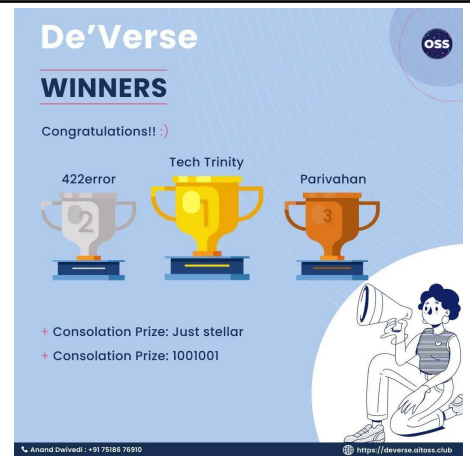 De'Verse
OSS
WINNERS
Congratulations!! :)
Tech Trinity
422error
Parivahan
2
1
3
+ Consolation Prize: Just stellar
+ Consolation Prize: 1001001
Anand Dwivedi : +91 75186 76910
https://deverse.aitoss.club